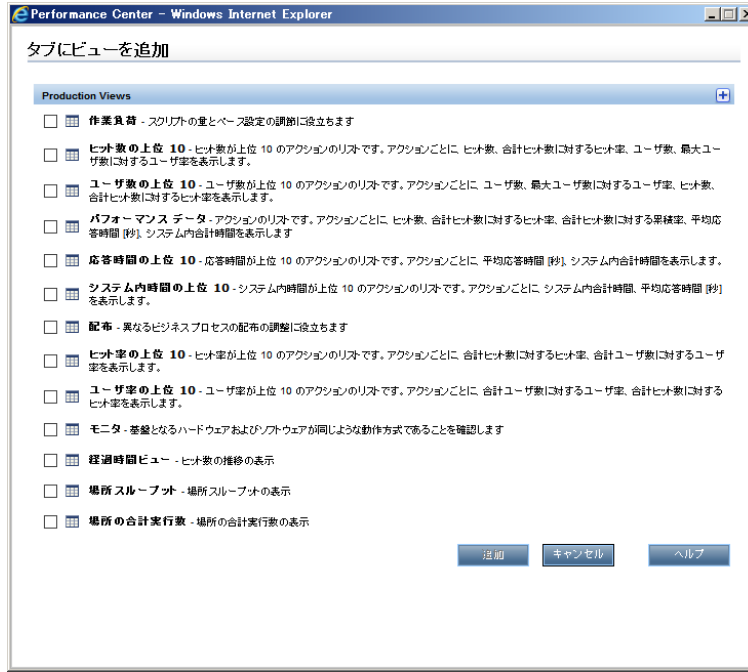 Performance Center - Windows Internet Explorer
タブにビューを追加
Production Views
作業負荷 - スクリプトの量とペース設定の調節に役立ちます
ヒット数の上位 10 - ヒット数が上位 10 のアクションのリストです。アクションごとに、ヒット数、合計ヒット数に対するヒット率、ユーザ数、最大ユー
ザ数に対するユーザ率を表示します。
ユーザ数の上位 10 - ユーザ数が上位 10 のアクションのリストです。アクションごとに、ユーザ数、最大ユーザ数に対するユーザ率、ヒット数、
合計ヒット数に対するヒット率を表示します。
パフォーマンス データ - アクションのリストです。アクションごとに、ヒット数、合計ヒット数に対するヒット率、合計ヒット数に対する累積率、平均応
答時間 [秒]、システム内合計時間を表示します
応答時間の上位 10 - 応答時間が上位 10 のアクションのリストです。アクションごとに、平均応答時間 [秒]、システム内合計時間を表示します。
システム内時間の上位 10 - システム内時間が上位 10 のアクションのリストです。アクションごとに、システム内合計時間、平均応答時間 [秒]
を表示します。
配布 - 異なるビジネスプロセスの配布の調整に役立ちます
ヒット率の上位 10 - ヒット率が上位 10 のアクションのリストです。アクションごとに、合計ヒット数に対するヒット率、合計ユーザ数に対するユーザ
率を表示します。
ユーザ率の上位 10 - ユーザ率が上位 10 のアクションのリストです。アクションごとに、合計ユーザ数に対するユーザ率、合計ヒット数に対する
ヒット率を表示します。
モニタ - 基盤となるハードウェアおよびソフトウェアが同じような動作方式であることを確認します
経過時間ビュー - ヒット数の推移の表示
場所スループット - 場所スループットの表示
場所の合計実行数 - 場所の合計実行数の表示
追加 キャンセル ヘルプ